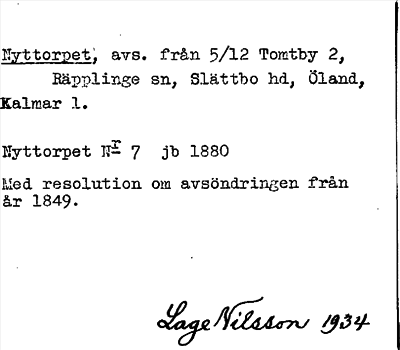 Nyttorpet, avs. från 5/12 Tomtby 2,
Räpplinge sn, Slättbo hd, Öland,
Kalmar l.
Nyttorpet Nr 7 jb 1880
Med resolution om avsöndringen från
år 1849.
Lage Nilsson 1934